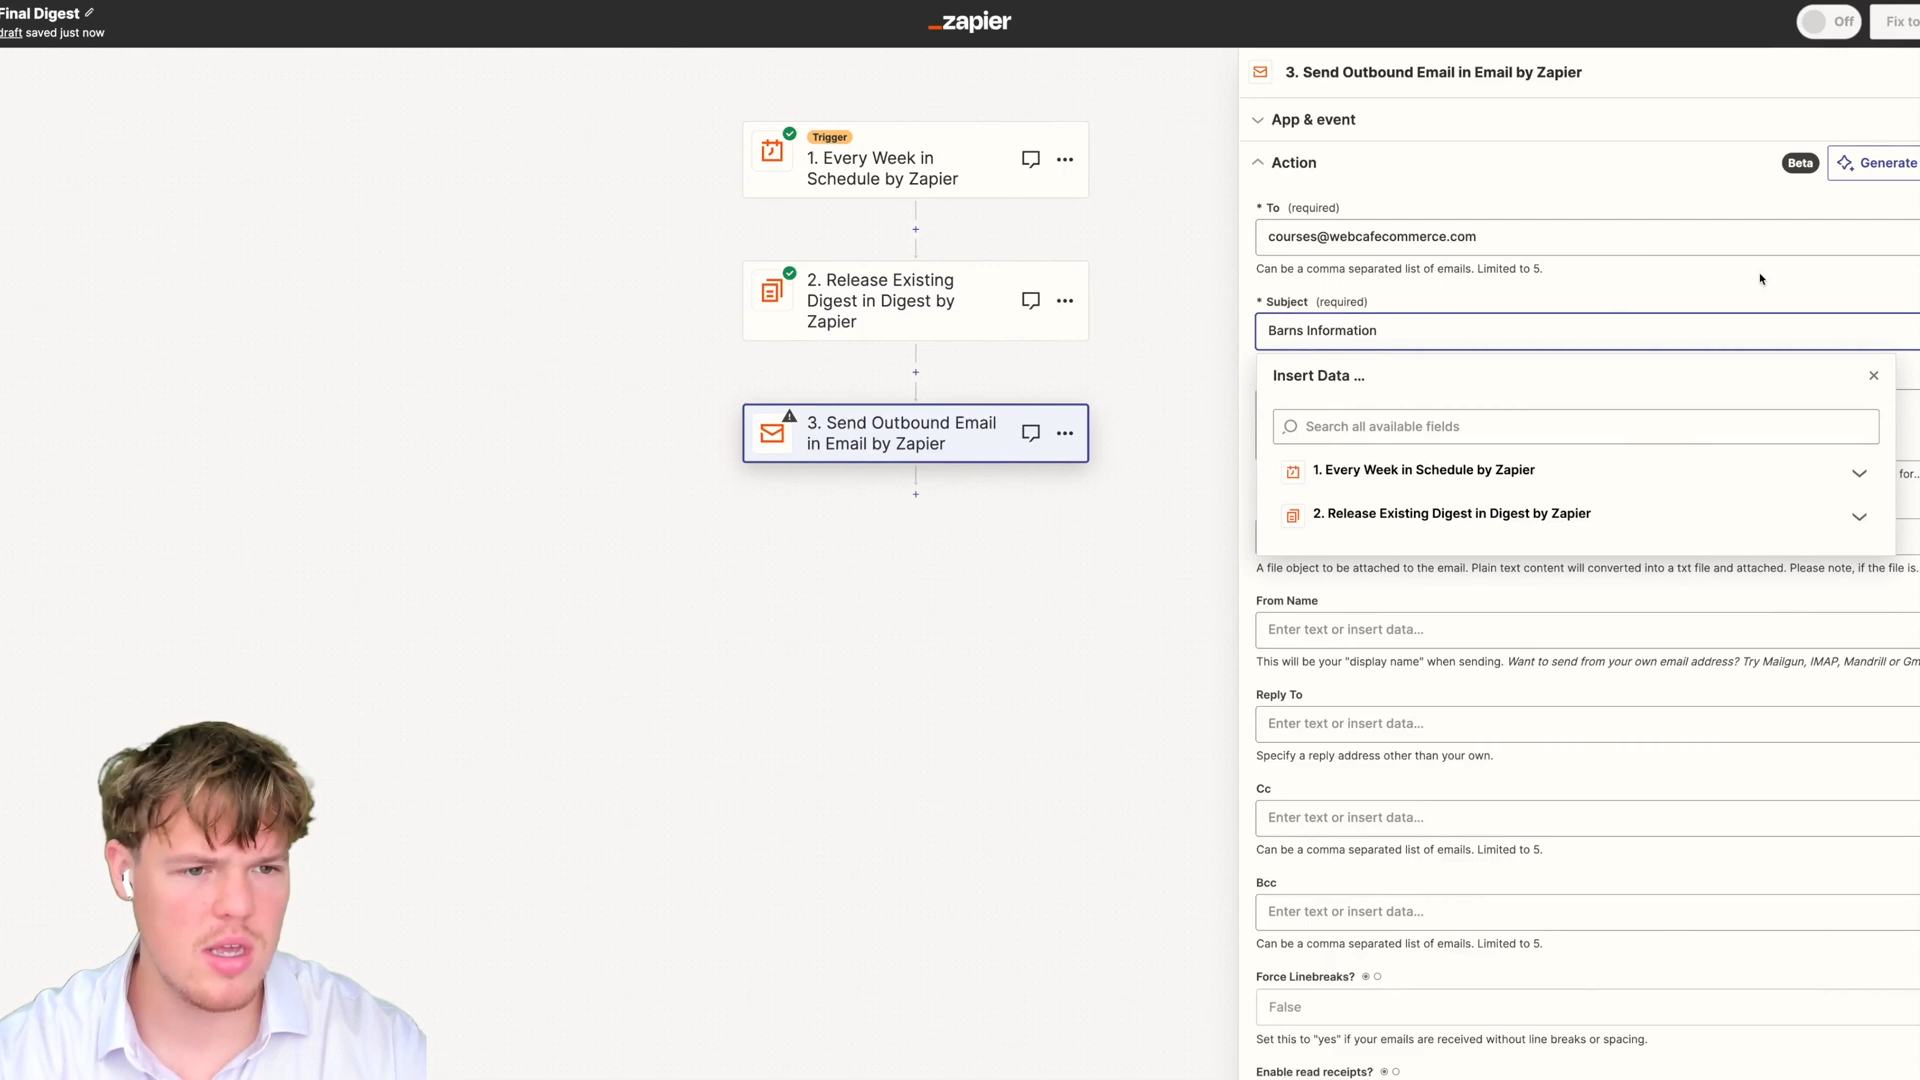 Final Digest
draft saved just now
zapier
Off
Fix to
Trigger
1. Every Week in
Schedule by Zapier
2. Release Existing
Digest in Digest by
Zapier
3. Send Outbound Email
in Email by Zapier
3. Send Outbound Email in Email by Zapier
App & event
Action
Beta
Generate
* To (required)
courses@webcafecommerce.com
Can be a comma separated list of emails. Limited to 5.
* Subject (required)
Barns Information
Insert Data ...
Search all available fields
1. Every Week in Schedule by Zapier
for...
2. Release Existing Digest in Digest by Zapier
A file object to be attached to the email. Plain text content will converted into a txt file and attached. Please note, if the file is.
From Name
Enter text or insert data...
This will be your "display name" when sending. Want to send from your own email address? Try Mailgun, IMAP, Mandrill or Gm
Reply To
Enter text or insert data...
Specify a reply address other than your own.
Cc
Enter text or insert data...
Can be a comma separated list of emails. Limited to 5.
Bcc
Enter text or insert data...
Can be a comma separated list of emails. Limited to 5.
Force Linebreaks?
False
Set this to "yes" if your emails are received without line breaks or spacing.
Enable read receipts?